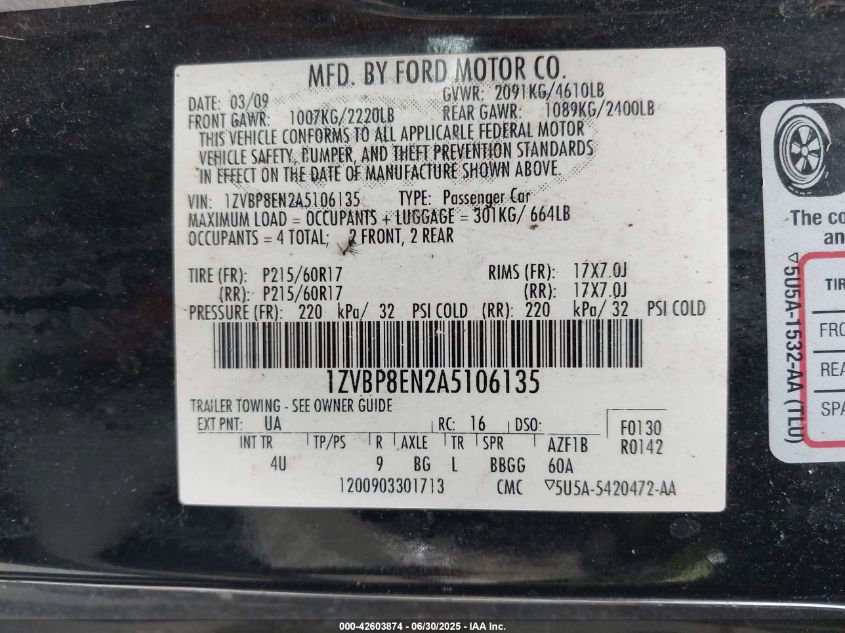 MFD. BY FORD MOTOR CO.
DATE: 03/09 GVWR: 2091KG/4610LB
FRONT GAWR: 1007KG/2220LB REAR GAWR: 1089KG/2400LB
THIS VEHICLE CONFORMS TO ALL APPLICABLE FEDERAL MOTOR
VEHICLE SAFETY, BUMPER, AND THEFT PREVENTION STANDARDS
IN EFFECT ON THE DATE OF MANUFACTURE SHOWN ABOVE.
VIN: 1ZVBP8EN2A5106135 TYPE: Passenger Car
MAXIMUM LOAD = OCCUPANTS + LUGGAGE = 301KG/ 664LB
OCCUPANTS = 4 TOTAL; 2 FRONT, 2 REAR
TIRE (FR): P215/60R17 RIMS (FR): 17X7.0J
(RR): P215/60R17 (RR): 17X7.0J
PRESSURE (FR): 220 kPa/ 32 PSI COLD (RR): 220 kPa/ 32 PSI COLD
1ZVBP8EN2A5106135
TRAILER TOWING - SEE OWNER GUIDE
EXT PNT: UA RC: 16 DSO: F0130
INT TR TP/PS R AXLE TR SPR AZF1B R0142
4U 9 BG L BBGG 60A
1200903301713 CMC ▽5U5A-5420472-AA
The co
an
▽5U5A-1532-AA (TLU)
TIR
FRO
REA
SPA
000-42603874 - 06/30/2025 - IAA Inc.